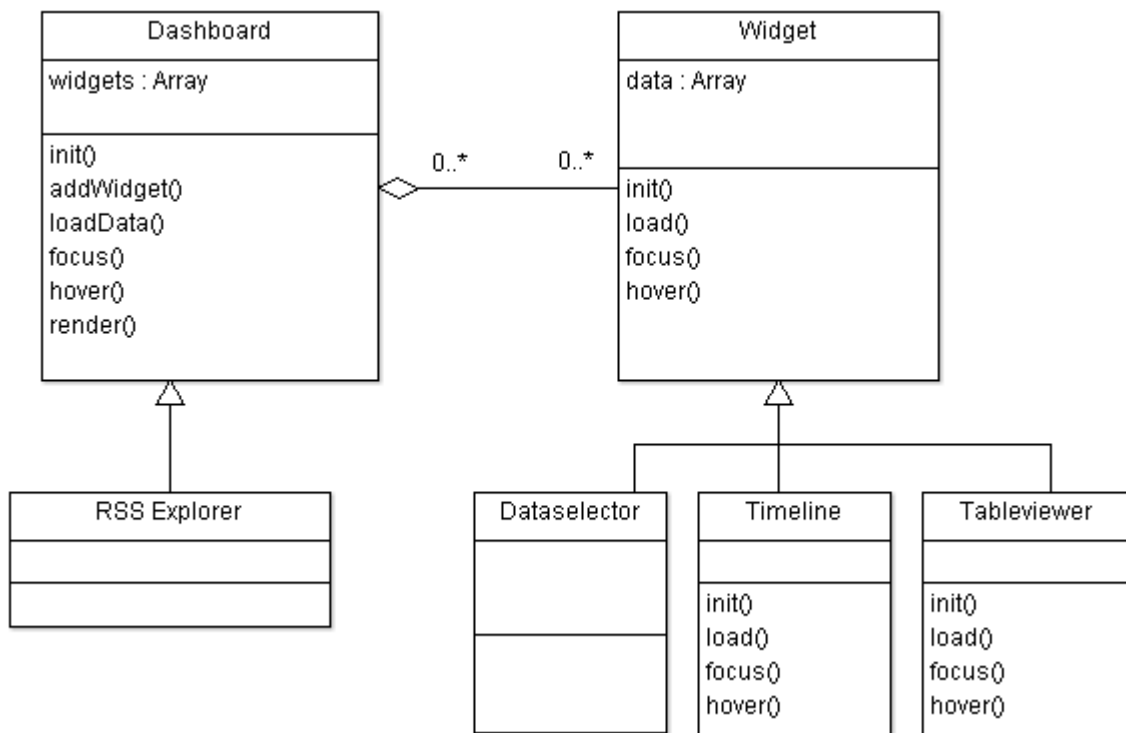 Dashboard
widgets : Array
init()
addWidget()
loadData()
focus()
hover()
render()
0..*
0..*
Widget
data : Array
init()
load()
focus()
hover()
RSS Explorer
Dataselector
Timeline
init()
load()
focus()
hover()
Tableviewer
init()
load()
focus()
hover()